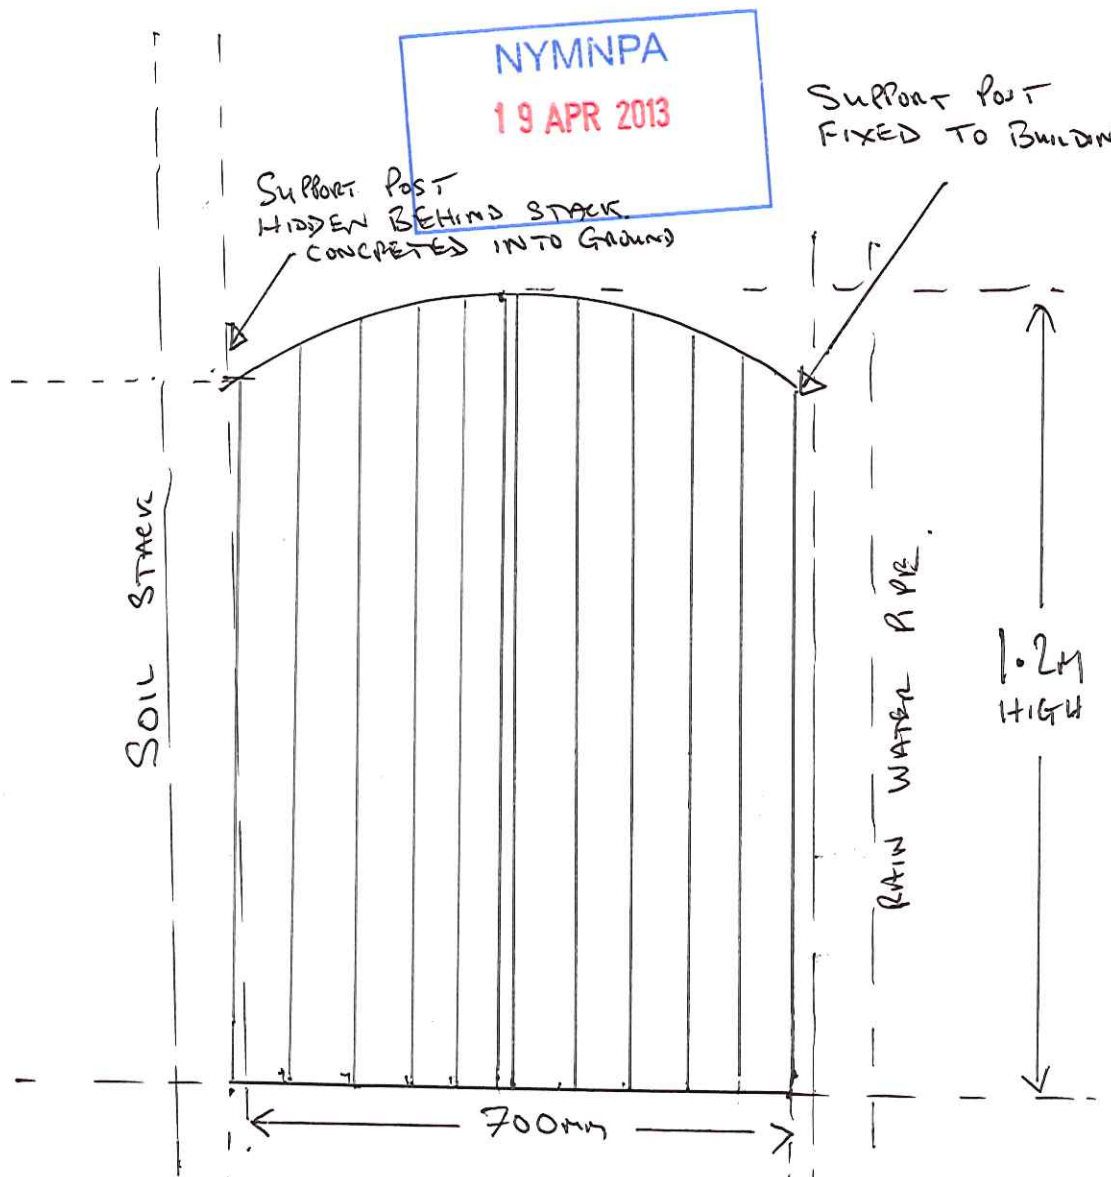 NYMNPA
19 APR 2013
SUPPORT POST
FIXED TO BUILDIN
SUPPORT POST
HIDDEN BEHIND STACK.
CONCRETED INTO GROUND
SOIL STACK
RAIN WATER PIPE.
1.2M
HIGH
700mm